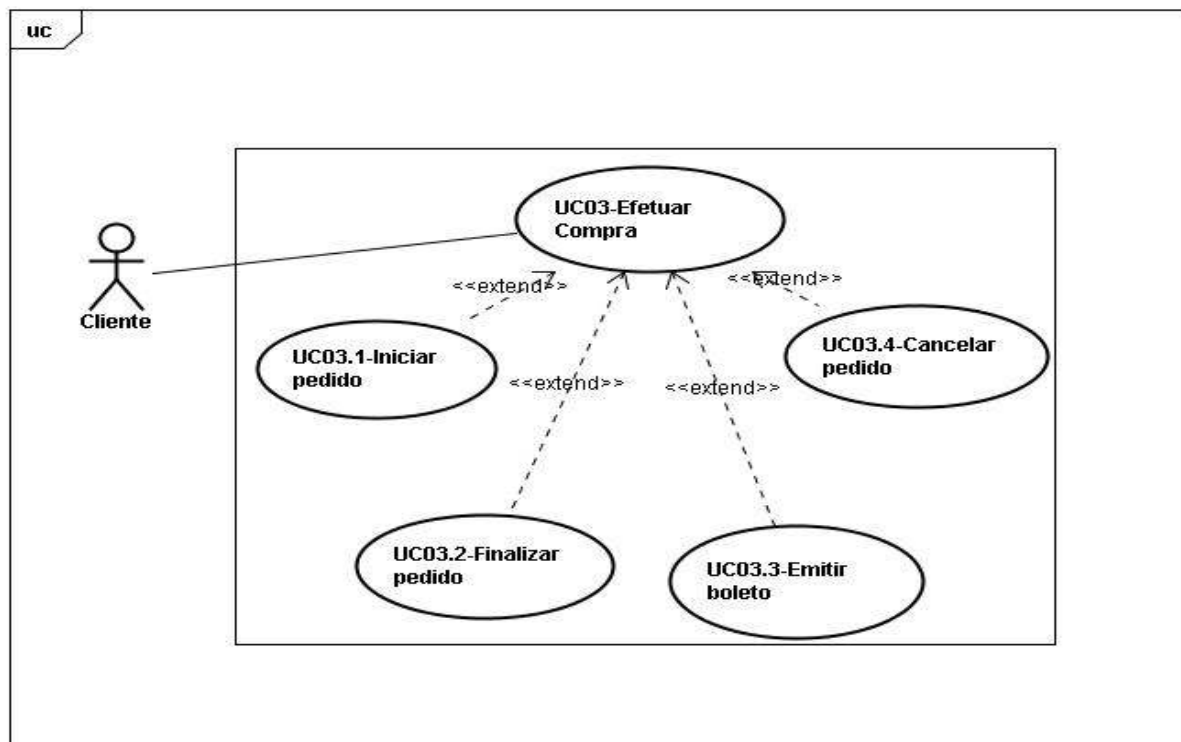 uc
UC03-Efetuar
Compra
Cliente
<<extend>>
<<extend>>
UC03.1-Iniciar
pedido
UC03.4-Cancelar
pedido
<<extend>>
<<extend>>
UC03.2-Finalizar
pedido
UC03.3-Emitir
boleto